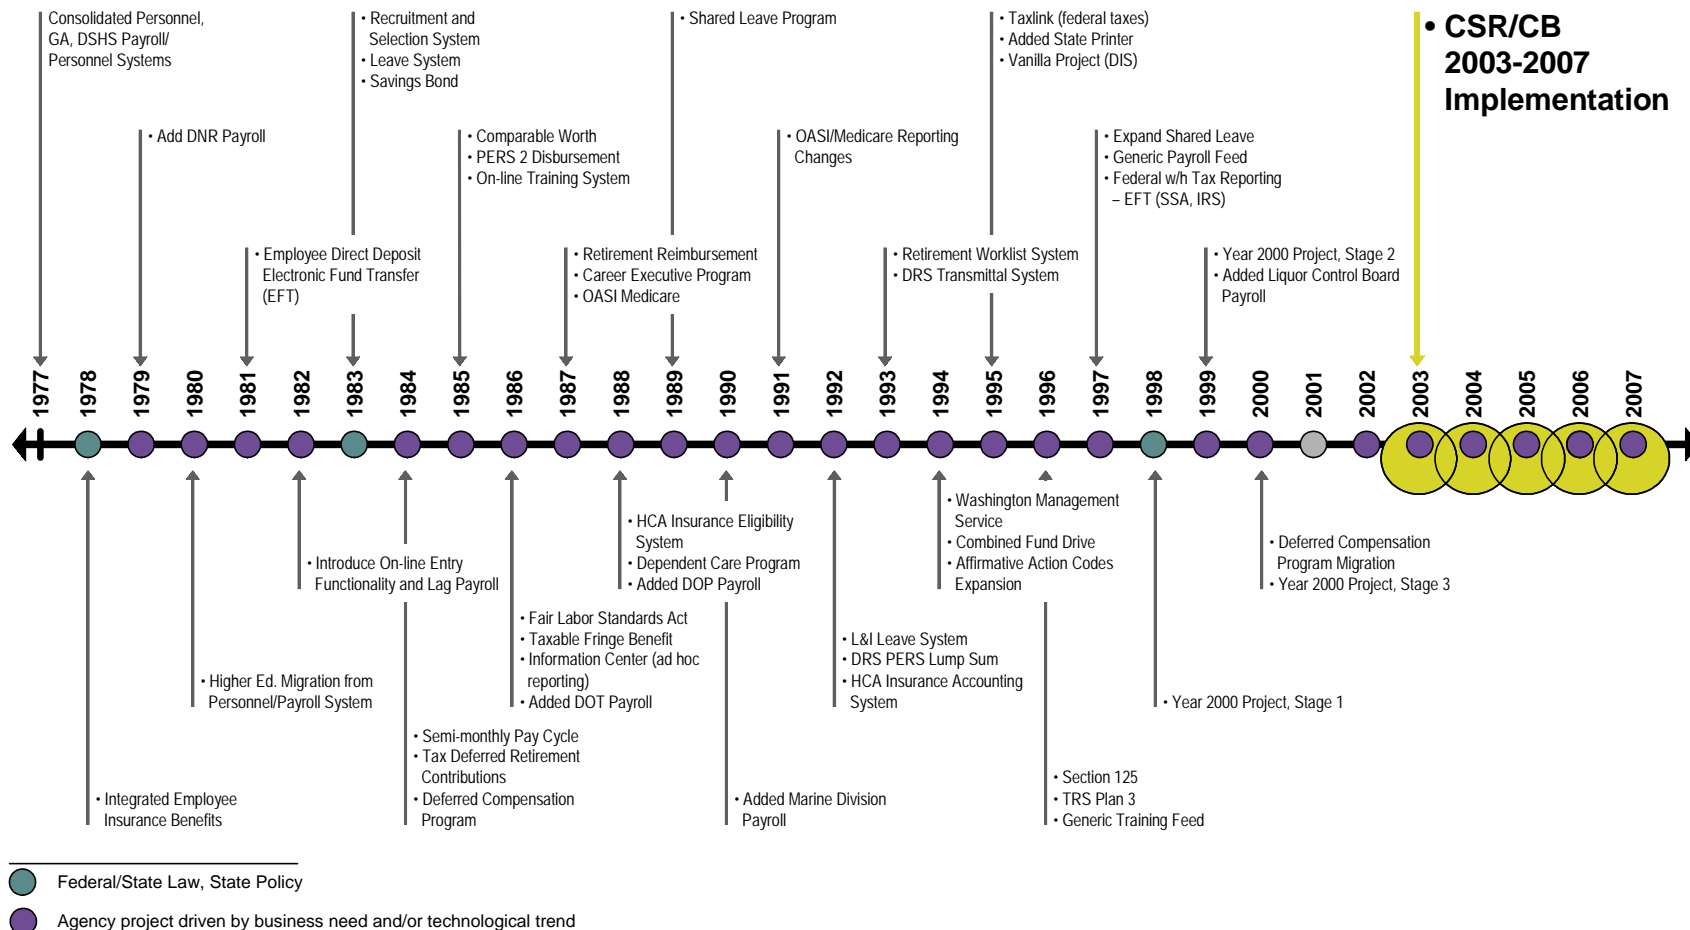 Consolidated Personnel,
GA, DSHS Payroll/
Personnel Systems
• Recruitment and
Selection System
• Leave System
• Savings Bond
• Shared Leave Program
• Taxlink (federal taxes)
• Added State Printer
• Vanilla Project (DIS)
• CSR/CB
2003-2007
Implementation
• Add DNR Payroll
• Comparable Worth
• PERS 2 Disbursement
• On-line Training System
• OASI/Medicare Reporting
Changes
• Expand Shared Leave
• Generic Payroll Feed
• Federal w/h Tax Reporting
– EFT (SSA, IRS)
• Employee Direct Deposit
Electronic Fund Transfer
(EFT)
• Retirement Reimbursement
• Career Executive Program
• OASI Medicare
• Retirement Worklist System
• DRS Transmittal System
• Year 2000 Project, Stage 2
• Added Liquor Control Board
Payroll
1977
1978
1979
1980
1981
1982
1983
1984
1985
1986
1987
1988
1989
1990
1991
1992
1993
1994
1995
1996
1997
1998
1999
2000
2001
2002
2003
2004
2005
2006
2007
• Integrated Employee
Insurance Benefits
• Higher Ed. Migration from
Personnel/Payroll System
• Introduce On-line Entry
Functionality and Lag Payroll
• Semi-monthly Pay Cycle
• Tax Deferred Retirement
Contributions
• Deferred Compensation
Program
• Fair Labor Standards Act
• Taxable Fringe Benefit
• Information Center (ad hoc
reporting)
• Added DOT Payroll
• HCA Insurance Eligibility
System
• Dependent Care Program
• Added DOP Payroll
• Added Marine Division
Payroll
• L&I Leave System
• DRS PERS Lump Sum
• HCA Insurance Accounting
System
• Washington Management
Service
• Combined Fund Drive
• Affirmative Action Codes
Expansion
• Section 125
• TRS Plan 3
• Generic Training Feed
• Year 2000 Project, Stage 1
• Deferred Compensation
Program Migration
• Year 2000 Project, Stage 3
Federal/State Law, State Policy
Agency project driven by business need and/or technological trend